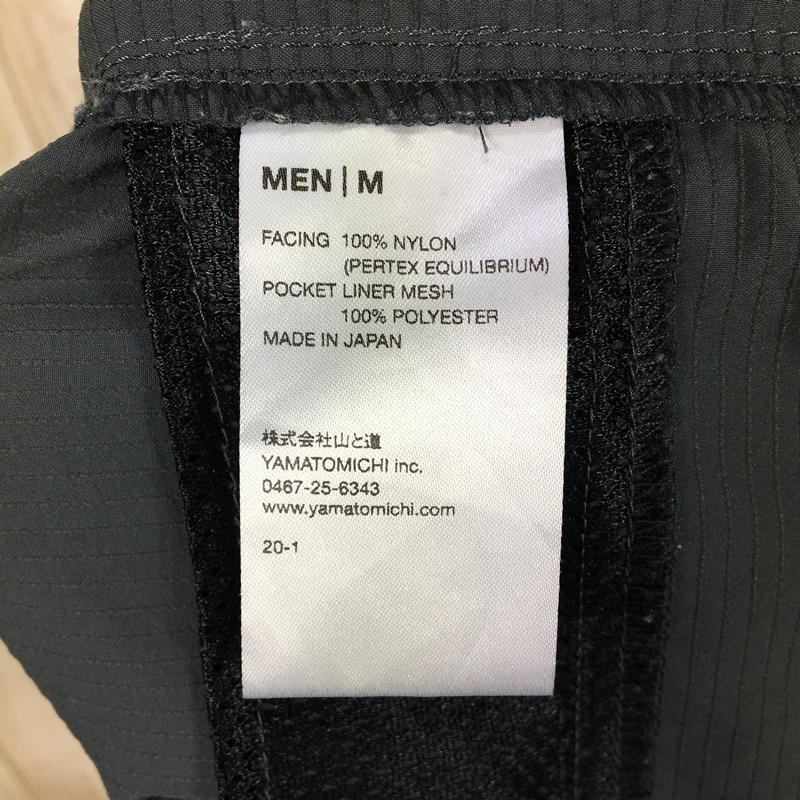 MEN | M
FACING 100% NYLON
(PERTEX EQUILIBRIUM)
POCKET LINER MESH
100% POLYESTER
MADE IN JAPAN
株式会社山と道
YAMATOMICHI inc.
0467-25-6343
www.yamatomichi.com
20-1